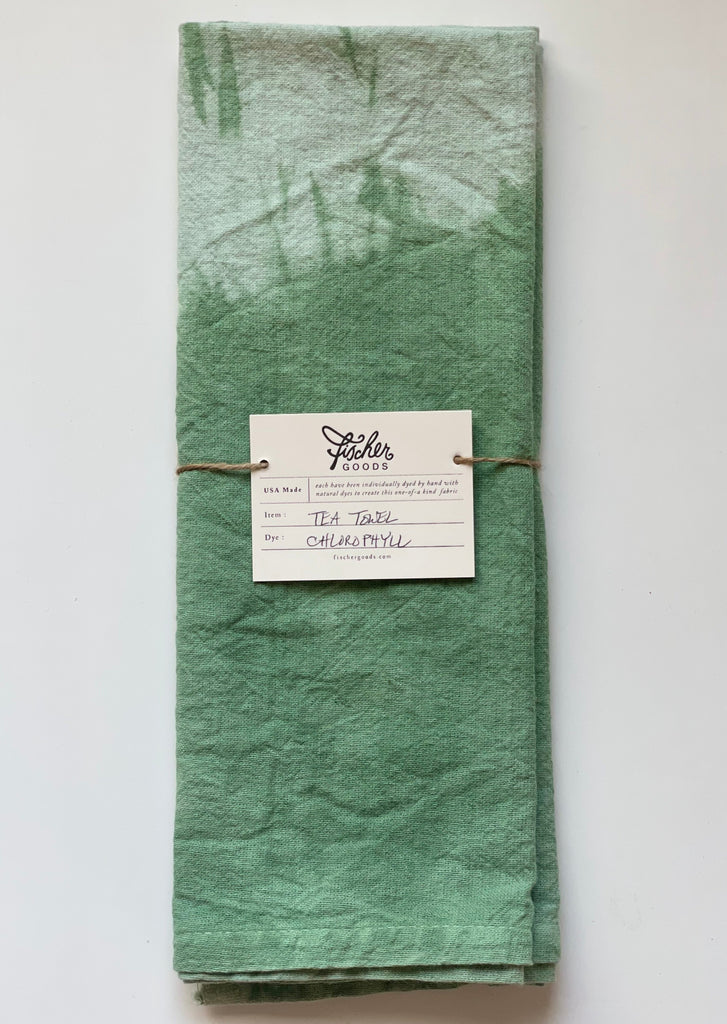 Fischer
GOODS
USA Made
each have been individually dyed by hand with
natural dyes to create this one-of-a kind fabric
Item :
TEA TOWEL
Dye :
CHLOROPHYLL
fischergoods.com